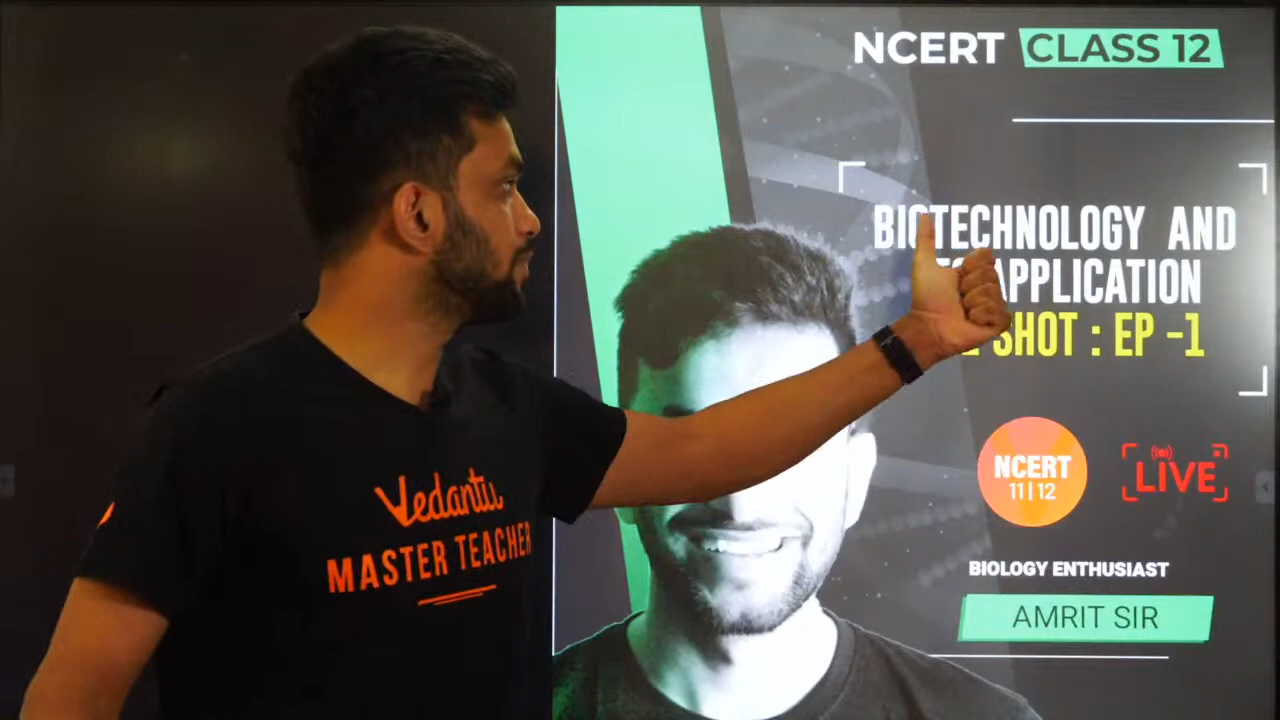 NCERT CLASS 12
BIOTECHNOLOGY AND
APPLICATION
SHOT : EP -1
NCERT
11|12
LIVE
BIOLOGY ENTHUSIAST
AMRIT SIR
Vedantu
MASTER TEACHER